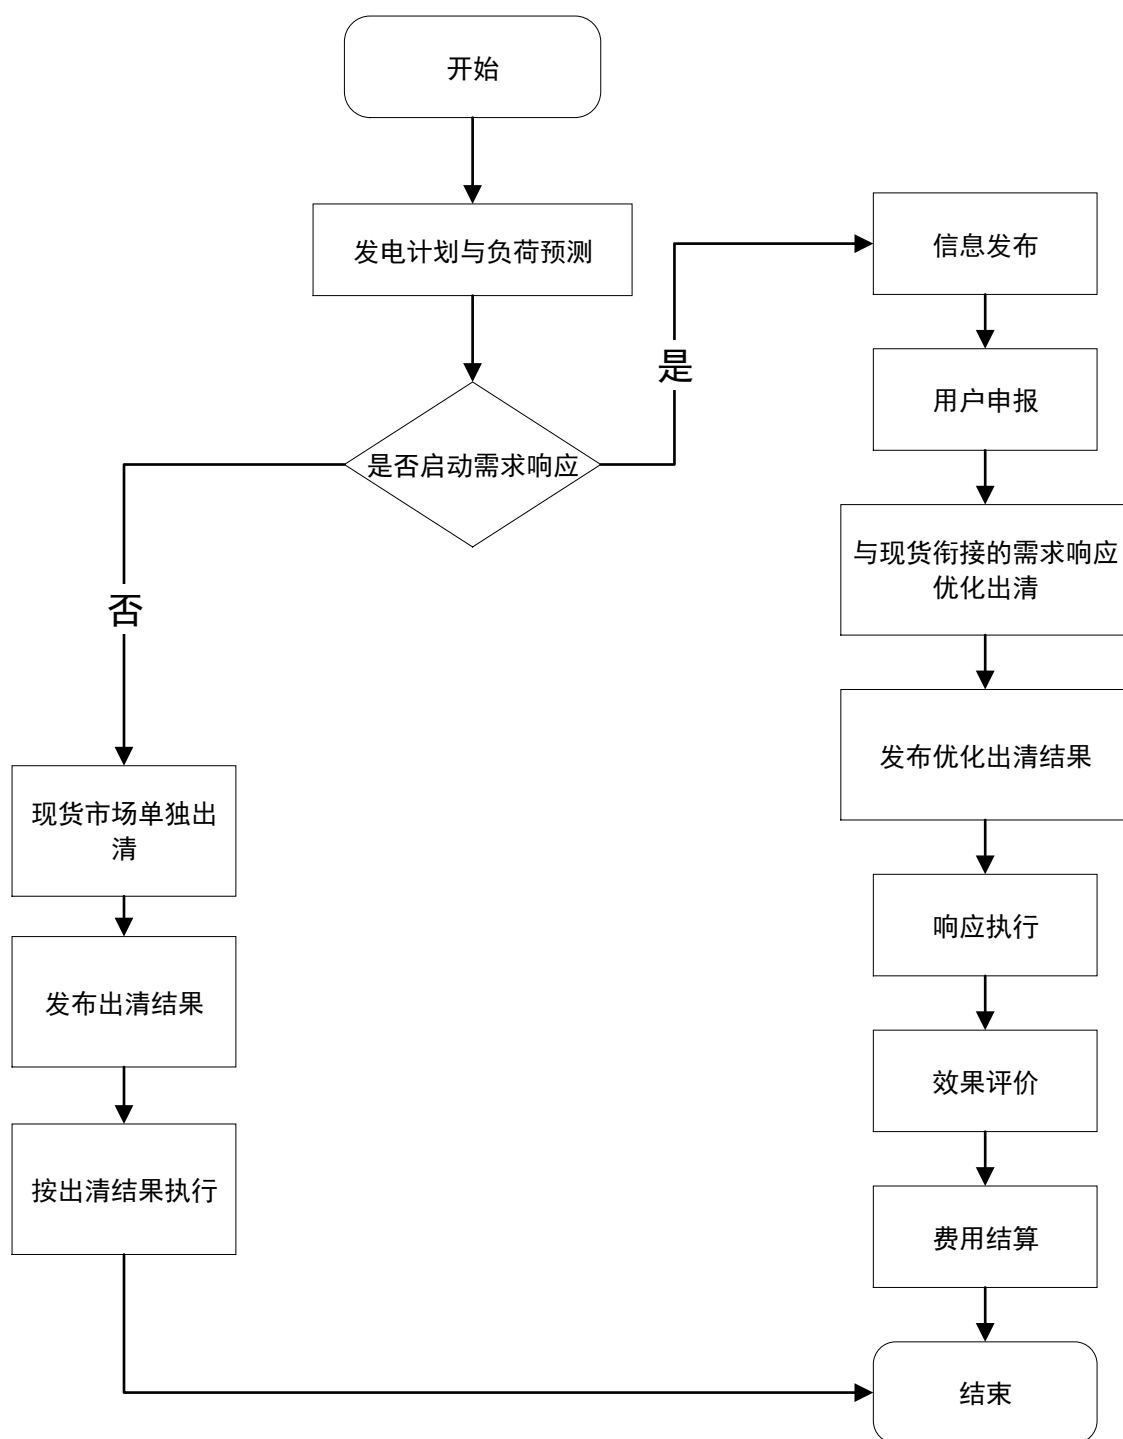 开始
发电计划与负荷预测
是否启动需求响应
是
否
信息发布
用户申报
与现货衔接的需求响应
优化出清
发布优化出清结果
响应执行
效果评价
费用结算
现货市场单独出
清
发布出清结果
按出清结果执行
结束